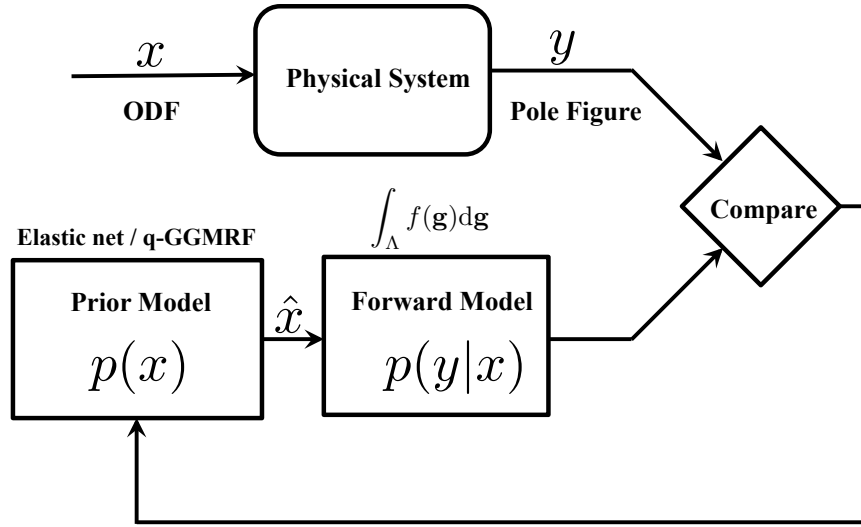 x
y
Physical System
ODF
Pole Figure
∫_Λ f(g)dg
Compare
Elastic net / q-GGMRF
Prior Model
x̂
Forward Model
p(x)
p(y|x)